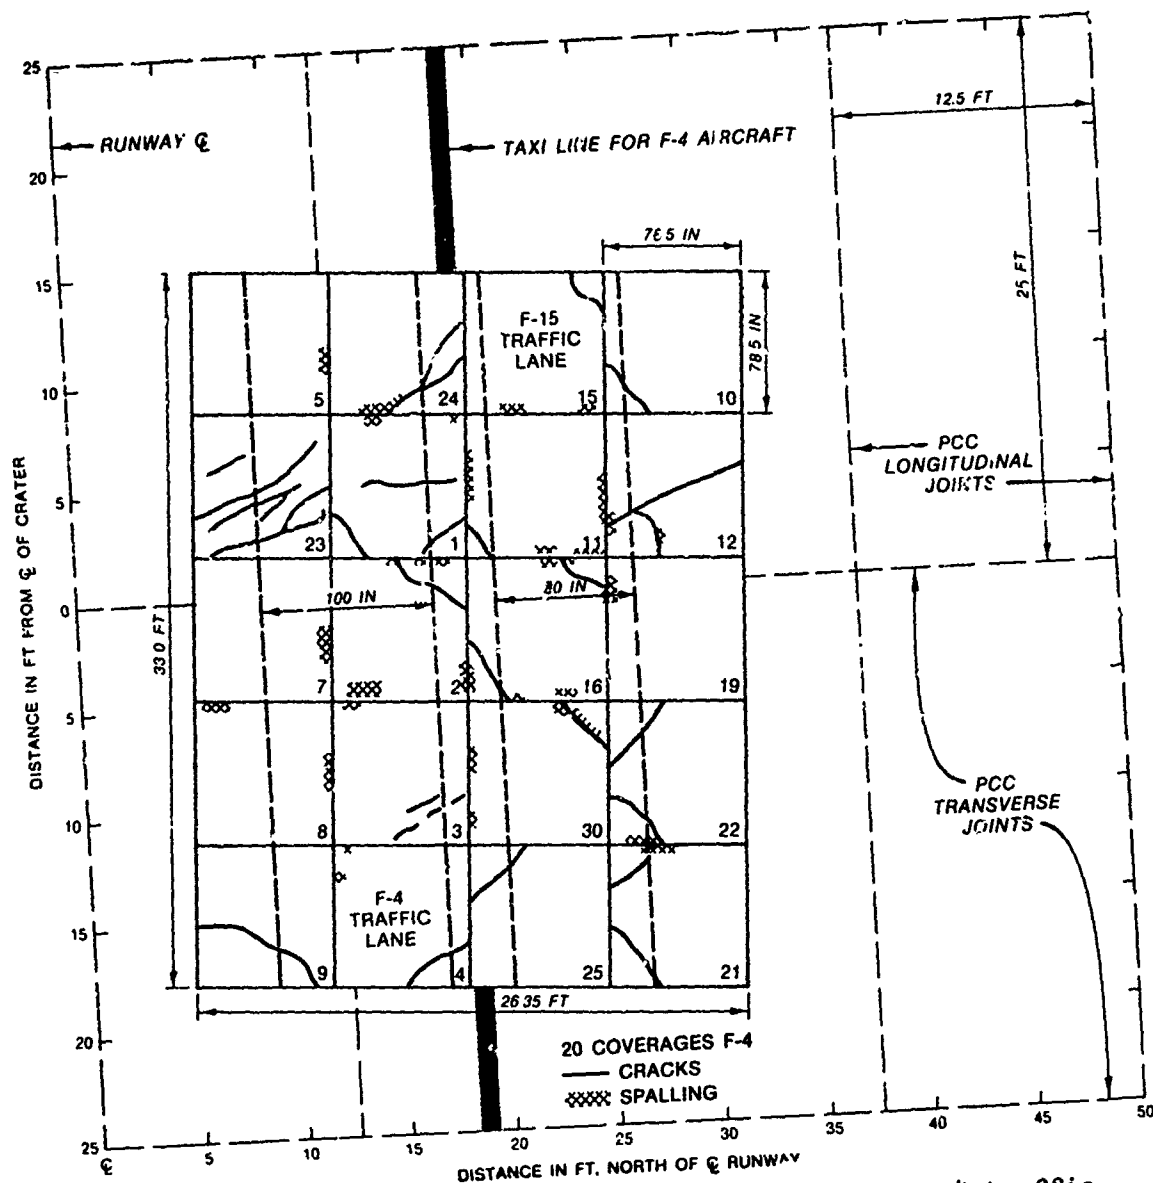 25
RUNWAY ℄
TAXI LINE FOR F-4 AIRCRAFT
12.5 FT
20
76.5 IN
25 FT
15
F-15
TRAFFIC
LANE
78.5 IN
10
5
24
15
10
PCC
LONGITUDINAL
JOINTS
5
23
1
11
12
DISTANCE IN FT FROM ℄ OF CRATER
0
100 IN
80 IN
33 0 FT
7
2
16
19
5
PCC
TRANSVERSE
JOINTS
10
8
3
30
22
F-4
TRAFFIC
LANE
15
9
4
25
21
26 35 FT
20
20 COVERAGES F-4
CRACKS
SPALLING
25
℄
5
10
15
20
25
30
35
40
45
50
DISTANCE IN FT, NORTH OF ℄ RUNWAY